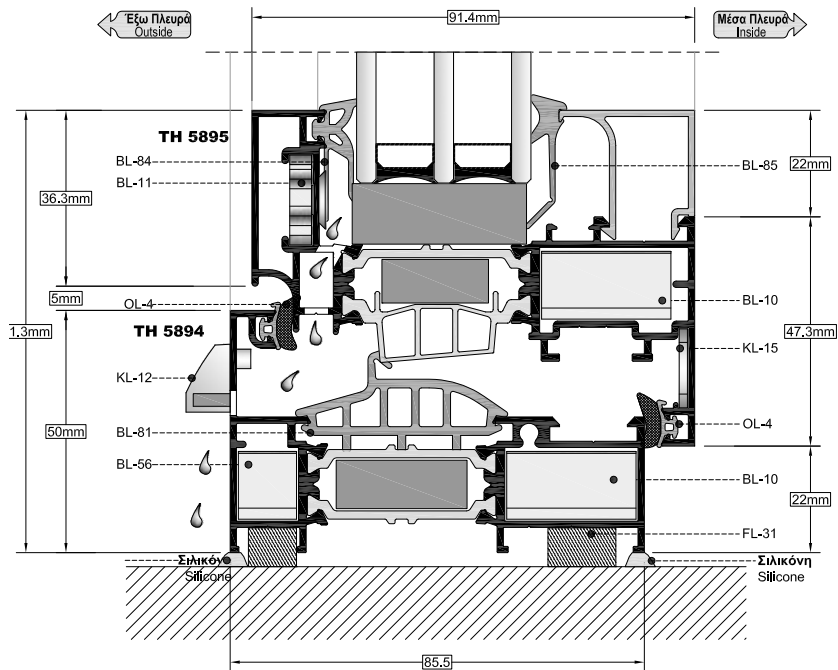 Έξω Πλευρά
Outside
91.4mm
Μέσα Πλευρά
Inside
TH 5895
BL-84
BL-11
BL-85
22mm
36.3mm
5mm
OL-4
BL-10
1.3mm
TH 5894
47.3mm
KL-15
KL-12
50mm
OL-4
BL-81
BL-56
BL-10
22mm
FL-31
Σιλικόν
Silicone
Σιλικόνη
Silicone
85.5